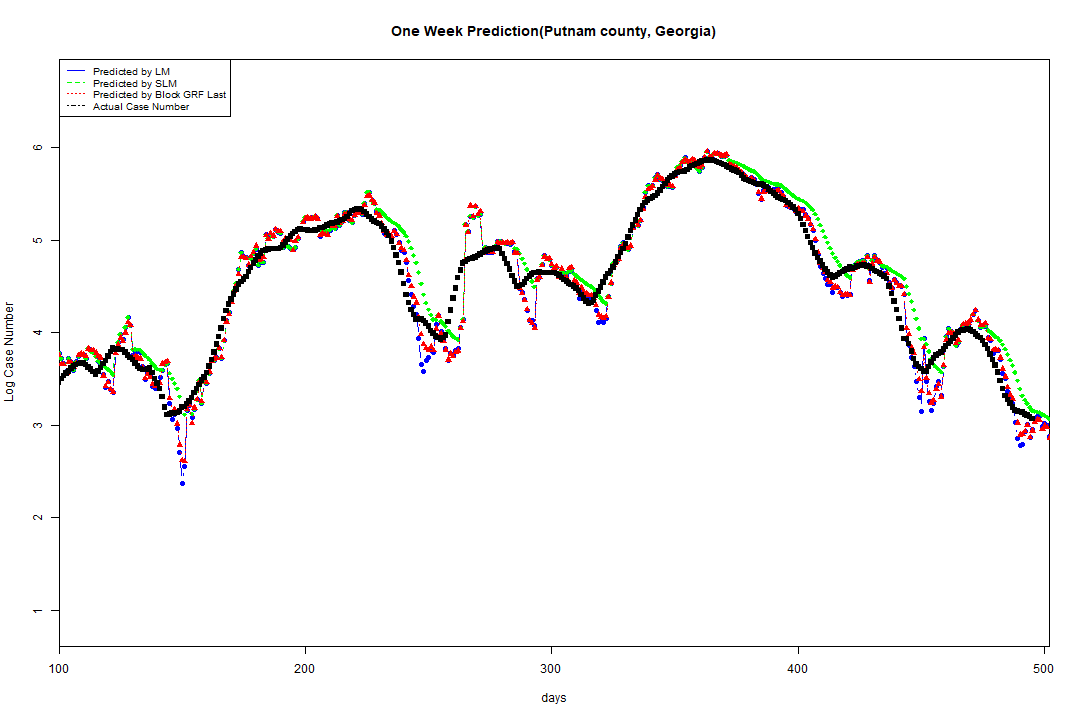 One Week Prediction(Putnam county, Georgia)
Predicted by LM
Predicted by SLM
Predicted by Block GRF Last
Actual Case Number
Log Case Number
6
5
4
3
2
1
100 200 300 400 500
days